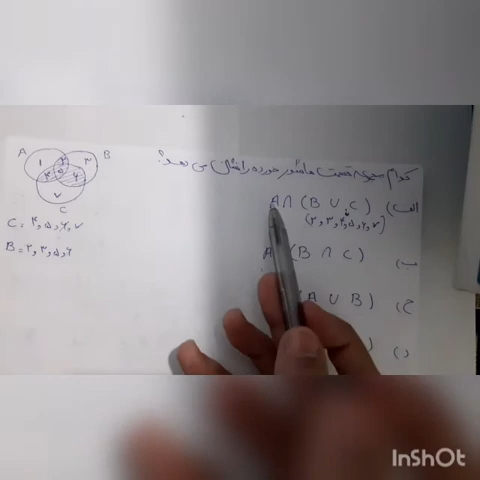 کدام مجموعه قسمت هاشور خورده را نشان می دهد؟
الف) A ∩ (B ∪ C)
(۲,۳,۴,۵,۶,۷)
ب) A (B ∩ C)
ج) (A ∪ B)
د) )
A B
۱ ۲ ۳
۴ ۵ ۶
۷
C
C = ۴,۵,۶,۷
B = ۲,۳,۵,۶
InShOt